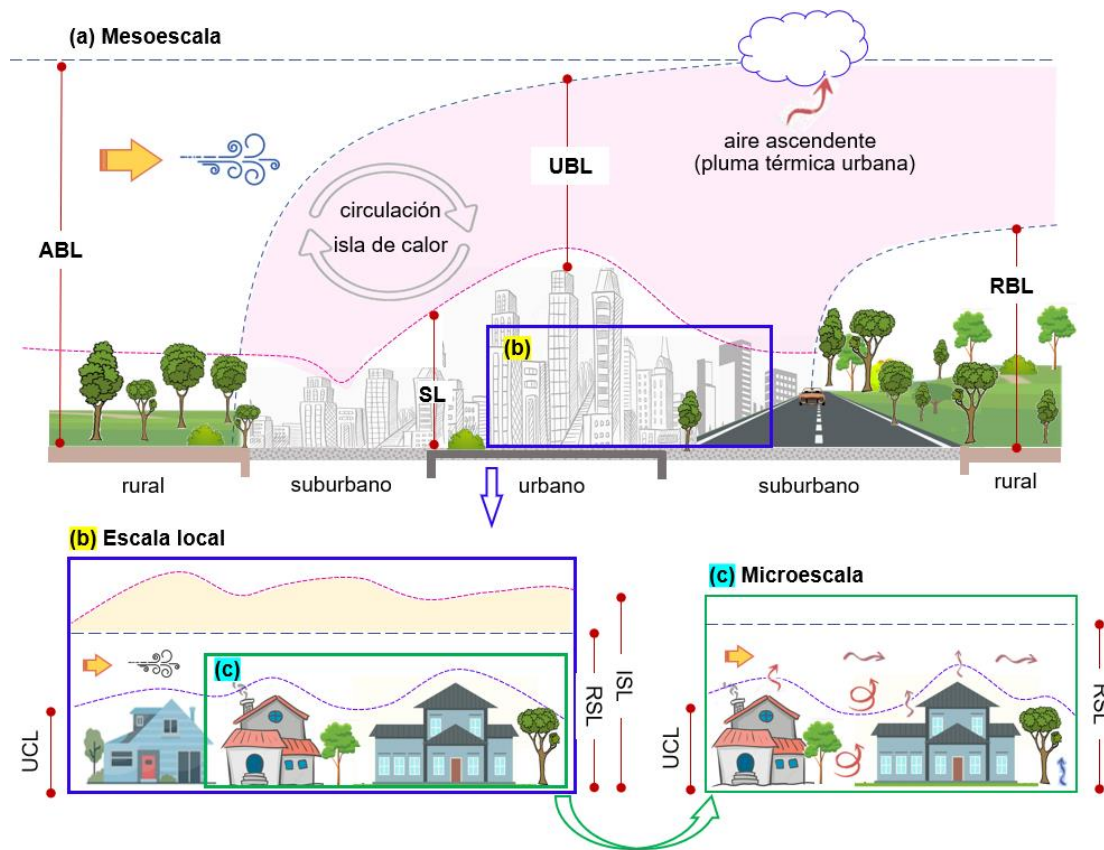 (a) Mesoescala
aire ascendente
(pluma térmica urbana)
UBL
circulación
isla de calor
ABL
RBL
(b)
SL
rural
suburbano
urbano
suburbano
rural
(b) Escala local
(c) Microescala
(c)
UCL
RSL
ISL
UCL
RSL